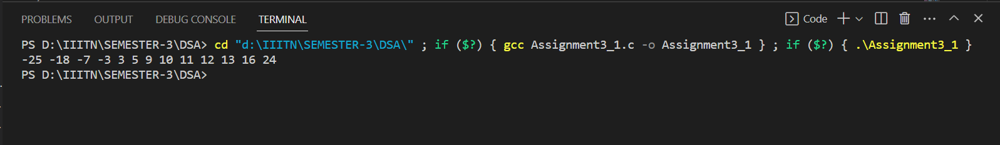 PROBLEMS OUTPUT DEBUG CONSOLE TERMINAL Code
PS D:\IIITN\SEMESTER-3\DSA> cd "d:\IIITN\SEMESTER-3\DSA\" ; if ($?) { gcc Assignment3_1.c -o Assignment3_1 } ; if ($?) { .\Assignment3_1 }
-25 -18 -7 -3 3 5 9 10 11 12 13 16 24
PS D:\IIITN\SEMESTER-3\DSA>